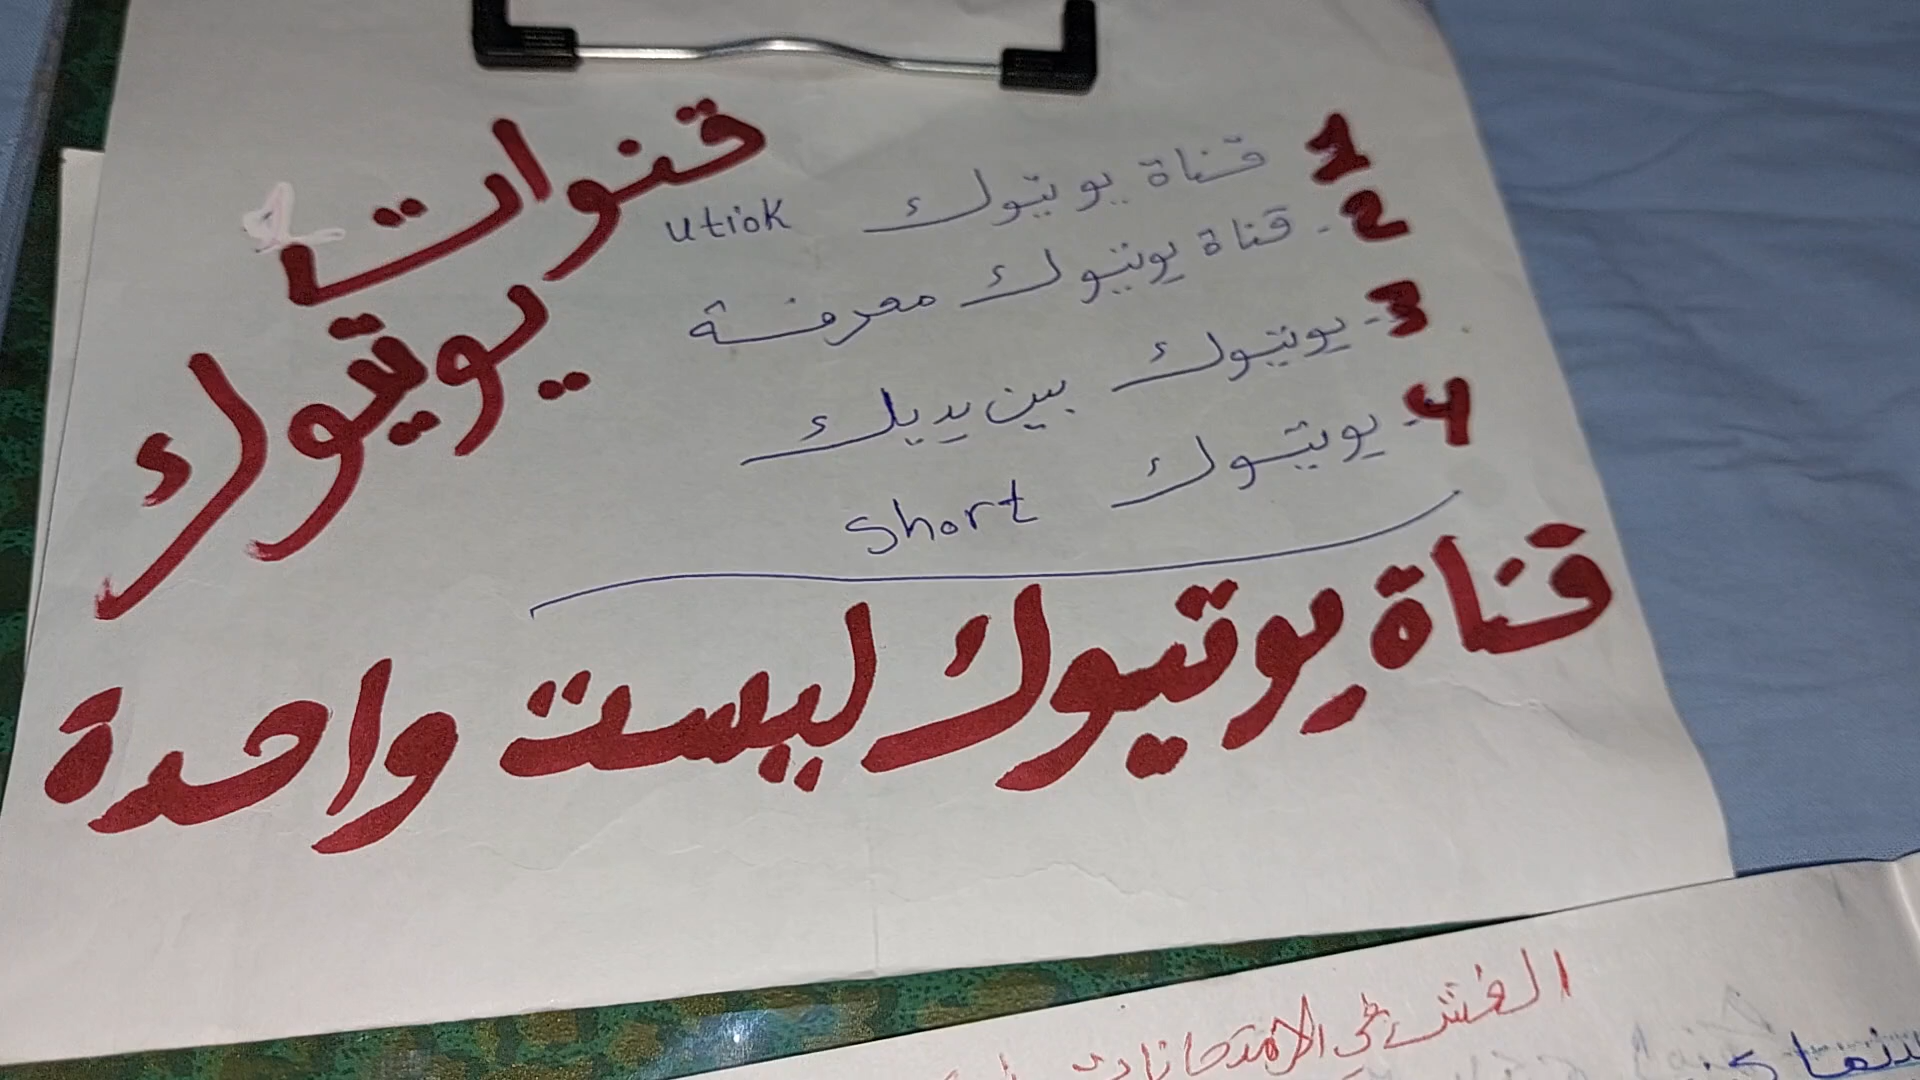 قنوات
يوتيوك
1 قناة يوتيوك utiok
2 - قناة يوتيوك معرفة
3 - يوتيوك بين يديك
4 - يوتيوك short
قناة يوتيوك ليست واحدة
الغش في الامتحانات